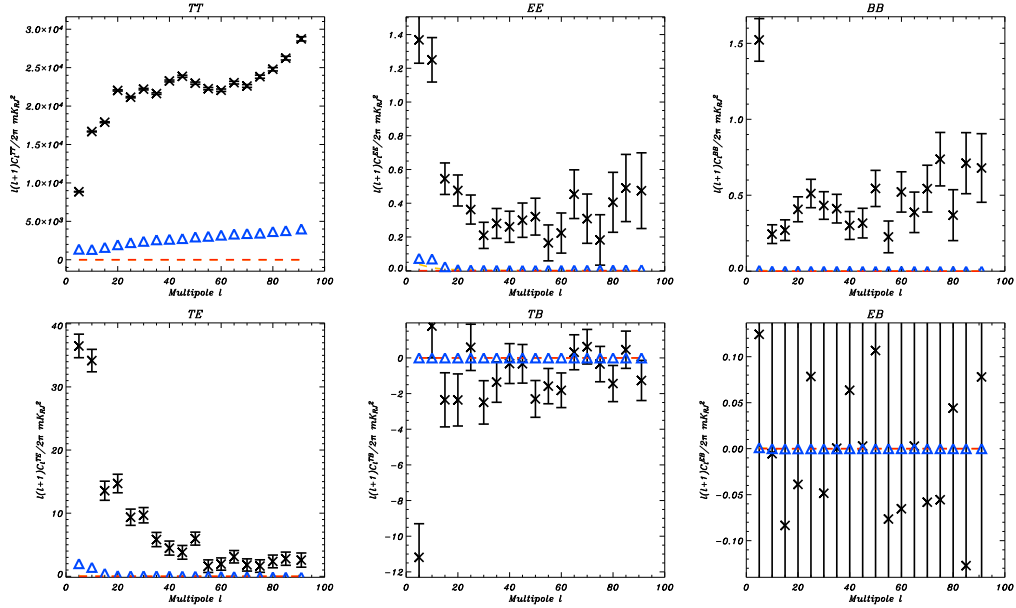 TT
EE
BB
3.0×10⁴
2.5×10⁴
2.0×10⁴
1.5×10⁴
1.0×10⁴
5.0×10³
0
l(l+1)C_l^TT/2π mK_RJ²
0 20 40 60 80 100
Multipole l
1.4
1.2
1.0
0.8
0.6
0.4
0.2
0.0
l(l+1)C_l^EE/2π mK_RJ²
0 20 40 60 80 100
Multipole l
1.5
1.0
0.5
0.0
l(l+1)C_l^BB/2π mK_RJ²
0 20 40 60 80 100
Multipole l
TE
TB
EB
40
30
20
10
0
l(l+1)C_l^TE/2π mK_RJ²
0 20 40 60 80 100
Multipole l
0
-2
-4
-6
-8
-10
-12
l(l+1)C_l^TB/2π mK_RJ²
0 20 40 60 80 100
Multipole l
0.10
0.05
0.00
-0.05
-0.10
l(l+1)C_l^EB/2π mK_RJ²
0 20 40 60 80 100
Multipole l